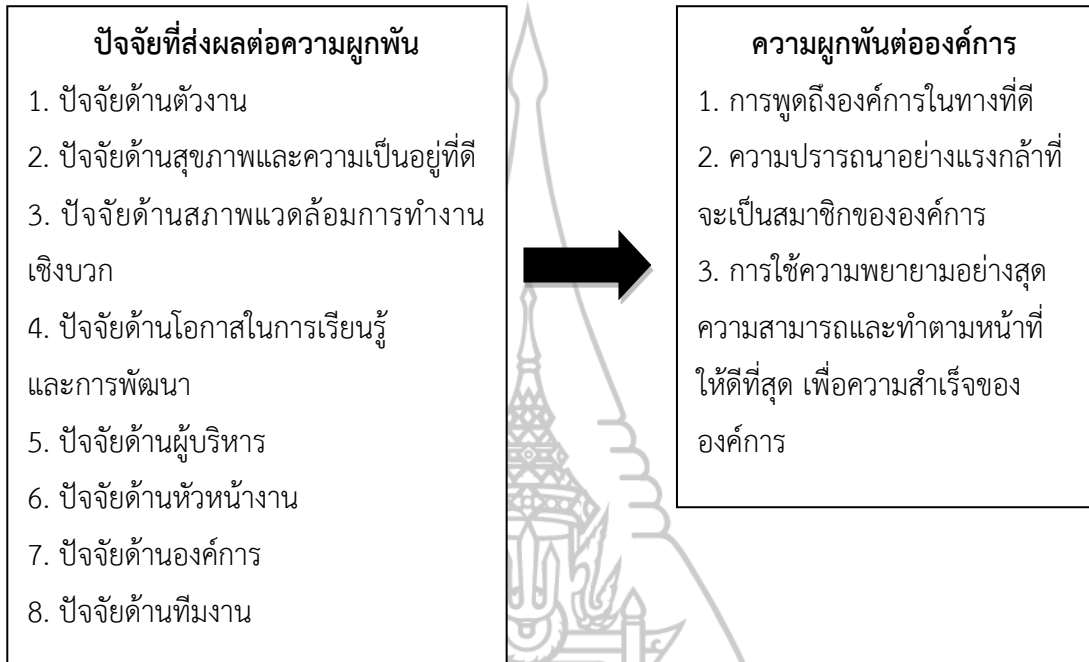 ปัจจัยที่ส่งผลต่อความผูกพัน
1. ปัจจัยด้านตัวงาน
2. ปัจจัยด้านสุขภาพและความเป็นอยู่ที่ดี
3. ปัจจัยด้านสภาพแวดล้อมการทำงาน
เชิงบวก
4. ปัจจัยด้านโอกาสในการเรียนรู้
และการพัฒนา
5. ปัจจัยด้านผู้บริหาร
6. ปัจจัยด้านหัวหน้างาน
7. ปัจจัยด้านองค์การ
8. ปัจจัยด้านทีมงาน
ความผูกพันต่อองค์การ
1. การพูดถึงองค์การในทางที่ดี
2. ความปรารถนาอย่างแรงกล้าที่
จะเป็นสมาชิกขององค์การ
3. การใช้ความพยายามอย่างสุด
ความสามารถและทำตามหน้าที่
ให้ดีที่สุด เพื่อความสำเร็จของ
องค์การ